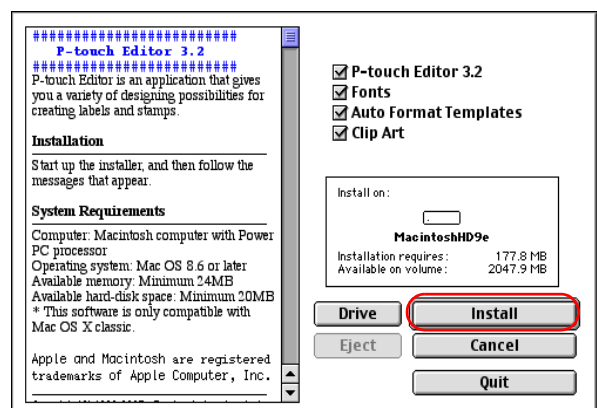 ##########################
P-touch Editor 3.2
##########################
P-touch Editor is an application that gives
you a variety of designing possibilities for
creating labels and stamps.
Installation
Start up the installer, and then follow the
messages that appear.
System Requirements
Computer: Macintosh computer with Power
PC processor
Operating system: Mac OS 8.6 or later
Available memory: Minimum 24MB
Available hard-disk space: Minimum 20MB
* This software is only compatible with
Mac OS X classic.
Apple and Macintosh are registered
trademarks of Apple Computer, Inc.
P-touch Editor 3.2
Fonts
Auto Format Templates
Clip Art
Install on:
MacintoshHD9e
Installation requires: 177.8 MB
Available on volume: 2047.9 MB
Drive Install
Eject Cancel
Quit